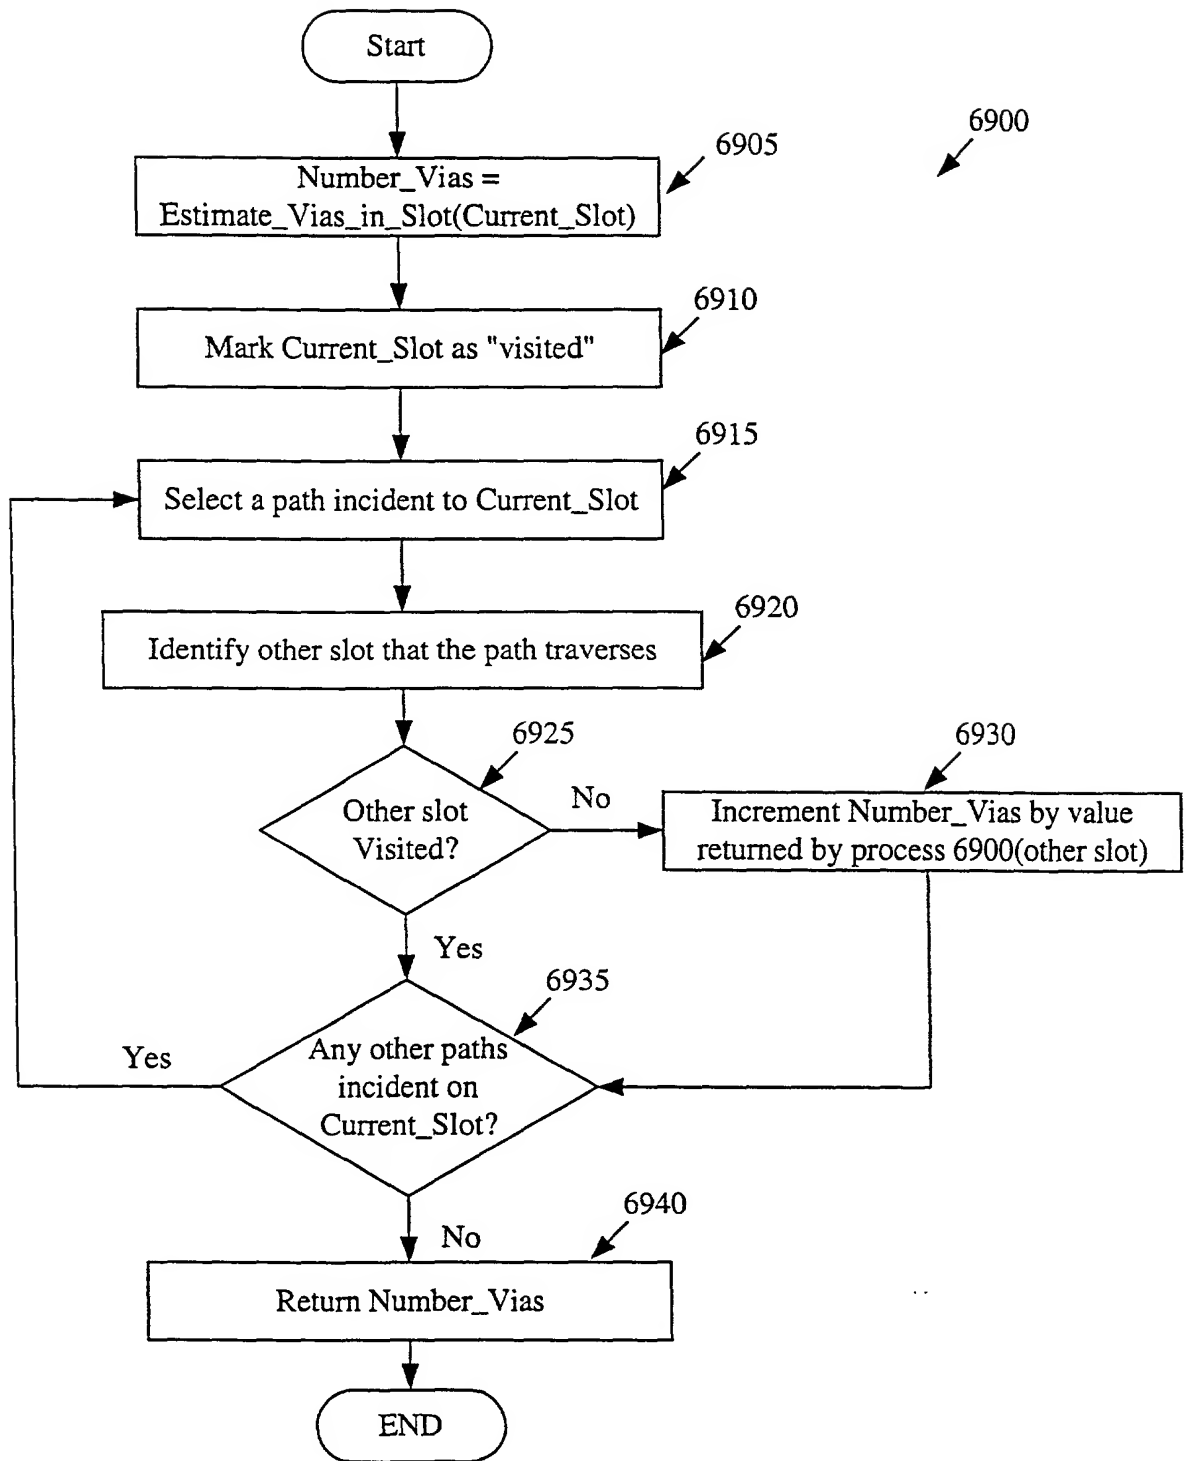 Start
6900
6905
Number_Vias =
Estimate_Vias_in_Slot(Current_Slot)
6910
Mark Current_Slot as "visited"
6915
Select a path incident to Current_Slot
6920
Identify other slot that the path traverses
6925
6930
Other slot
Visited?
No
Increment Number_Vias by value
returned by process 6900(other slot)
Yes
6935
Yes
Any other paths
incident on
Current_Slot?
6940
No
Return Number_Vias
END